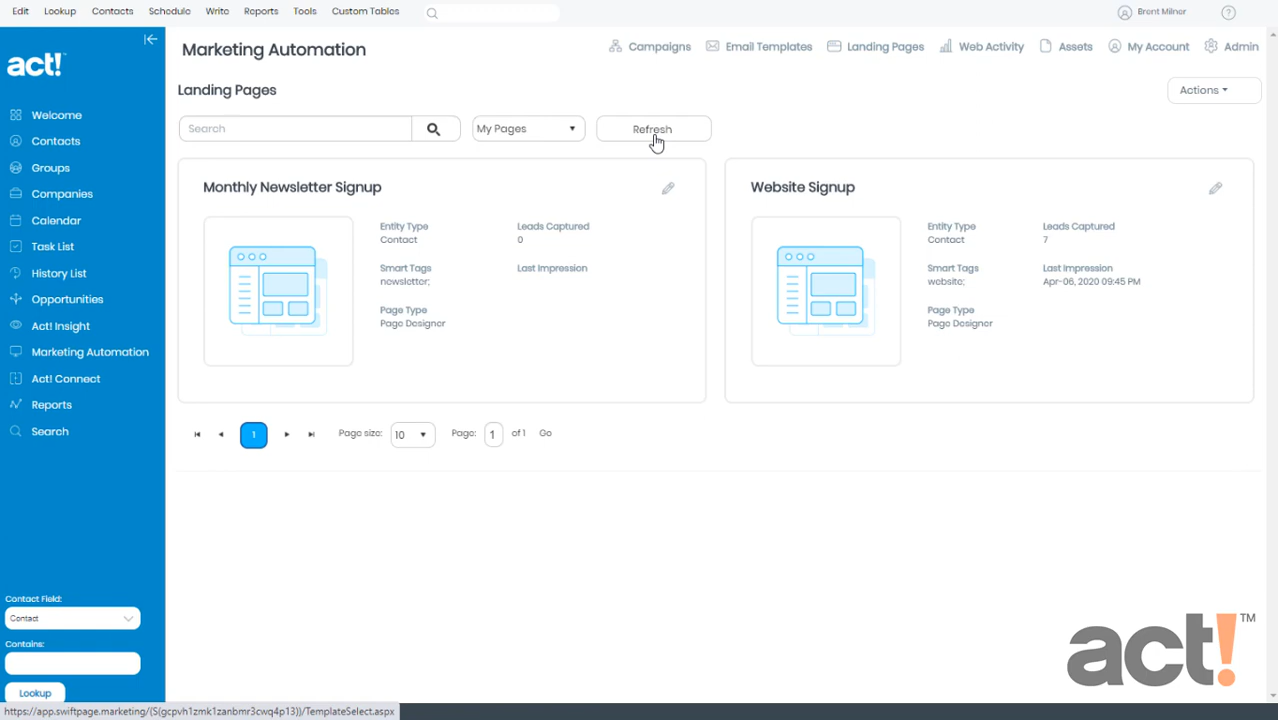 Edit Lookup Contacts Schedule Write Reports Tools Custom Tables
Brent Milner
?
act!
Marketing Automation
Campaigns Email Templates Landing Pages Web Activity Assets My Account Admin
Landing Pages
Actions
Search
My Pages
Refresh
Welcome
Contacts
Groups
Companies
Calendar
Task List
History List
Opportunities
Act! Insight
Marketing Automation
Act! Connect
Reports
Search
Monthly Newsletter Signup
Entity Type
Contact
Leads Captured
0
Smart Tags
newsletter;
Last Impression
Page Type
Page Designer
Website Signup
Entity Type
Contact
Leads Captured
7
Smart Tags
website;
Last Impression
Apr-06, 2020 09:45 PM
Page Type
Page Designer
1 Page size: 10 Page: 1 of 1 Go
Contact Field:
Contact
Contains:
Lookup
act!™
https://app.swiftpage.marketing/(S(gcpvh1zmk1zanbmr3cwq4p13))/TemplateSelect.aspx